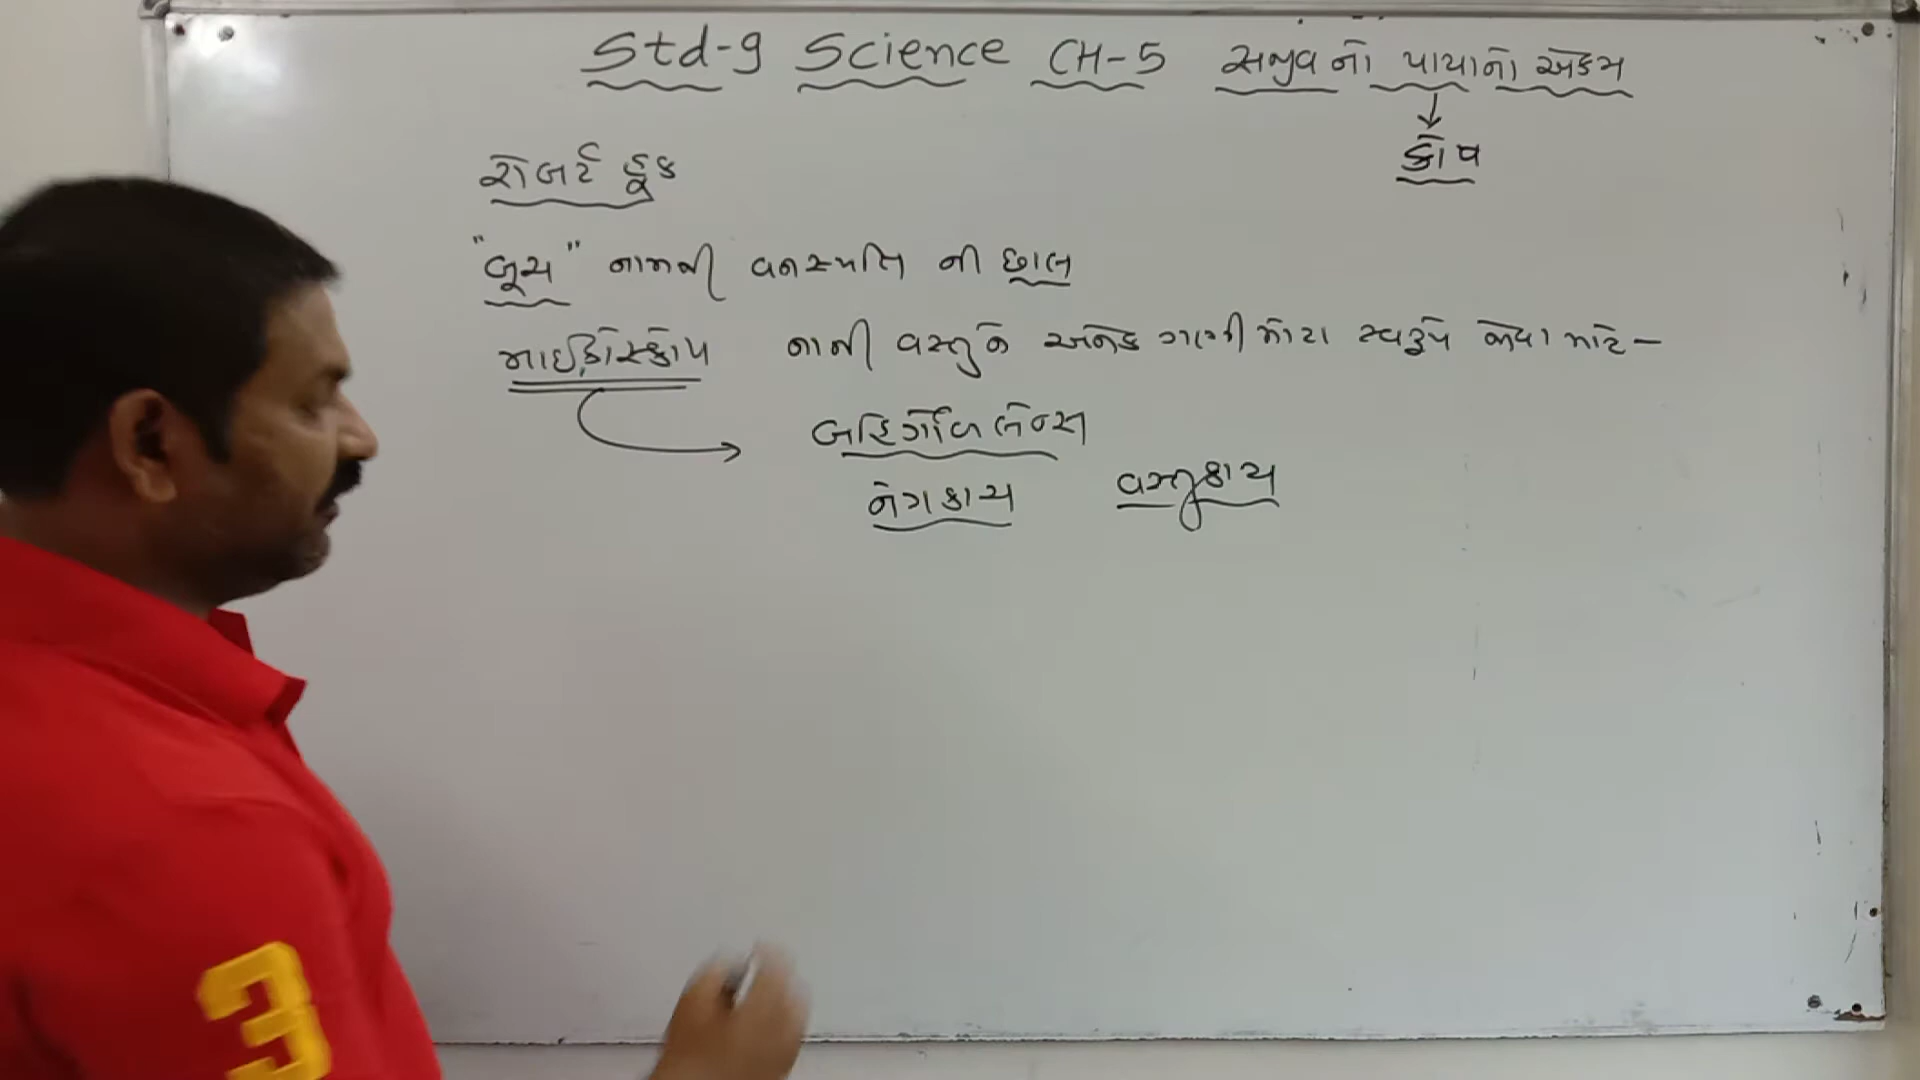 Std-9 Science CH-5 સજીવનો પાયાનો એકમ
કોષ
રોબર્ટ હૂક
"બૂચ" નામની વનસ્પતિ ની છાલ
માઇક્રોસ્કોપ નાની વસ્તુને અનેક ગણી મોટા સ્વરૂપે જોવા માટે-
બહિર્ગોળ લેન્સ
નેત્રકાચ વસ્તુકાચ
3